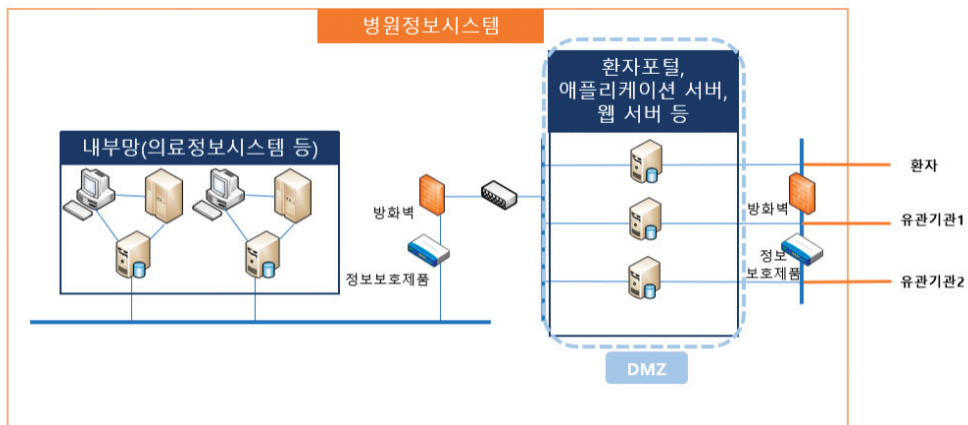 병원정보시스템
환자포털,
애플리케이션 서버,
웹 서버 등
내부망(의료정보시스템 등)
방화벽
정보보호제품
방화벽
정보
보호제품
환자
유관기관1
유관기관2
DMZ